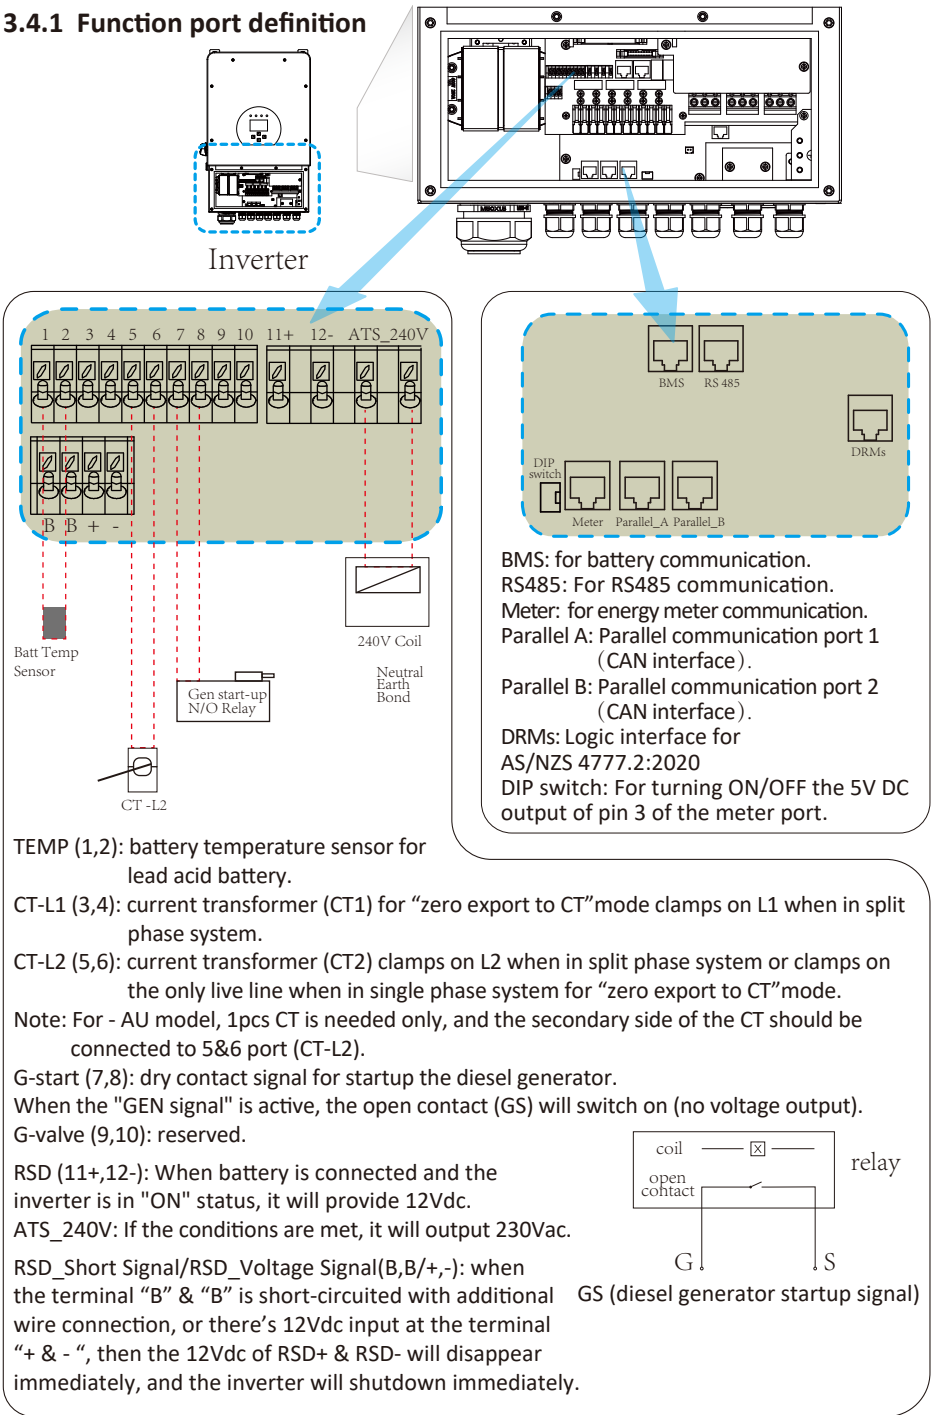 3.4.1 Function port definition
Inverter
1 2 3 4 5 6 7 8 9 10 11+ 12- ATS_240V
B B + -
Batt Temp
Sensor
Gen start-up
N/O Relay
CT -L2
240V Coil
Neutral
Earth
Bond
BMS RS 485
DRMs
DIP
switch
Meter Parallel_A Parallel_B
BMS: for battery communication.
RS485: For RS485 communication.
Meter: for energy meter communication.
Parallel A: Parallel communication port 1
（CAN interface）.
Parallel B: Parallel communication port 2
（CAN interface）.
DRMs: Logic interface for
AS/NZS 4777.2:2020
DIP switch: For turning ON/OFF the 5V DC
output of pin 3 of the meter port.
TEMP (1,2): battery temperature sensor for
lead acid battery.
CT-L1 (3,4): current transformer (CT1) for “zero export to CT”mode clamps on L1 when in split
phase system.
CT-L2 (5,6): current transformer (CT2) clamps on L2 when in split phase system or clamps on
the only live line when in single phase system for “zero export to CT”mode.
Note: For - AU model, 1pcs CT is needed only, and the secondary side of the CT should be
connected to 5&6 port (CT-L2).
G-start (7,8): dry contact signal for startup the diesel generator.
When the "GEN signal" is active, the open contact (GS) will switch on (no voltage output).
G-valve (9,10): reserved.
RSD (11+,12-): When battery is connected and the
inverter is in "ON" status, it will provide 12Vdc.
ATS_240V: If the conditions are met, it will output 230Vac.
RSD_Short Signal/RSD_Voltage Signal(B,B/+,-): when
the terminal “B” & “B” is short-circuited with additional
wire connection, or there’s 12Vdc input at the terminal
“+ & - “, then the 12Vdc of RSD+ & RSD- will disappear
immediately, and the inverter will shutdown immediately.
coil
open
contact
relay
G S
GS (diesel generator startup signal)